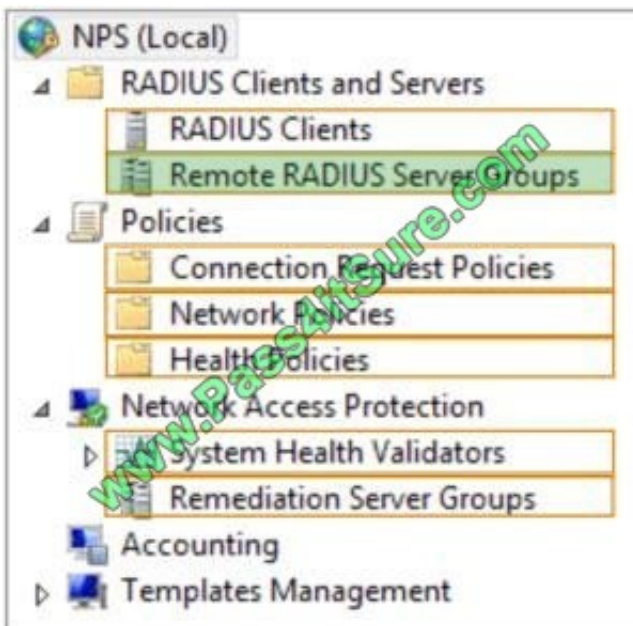 NPS (Local)
RADIUS Clients and Servers
RADIUS Clients
Remote RADIUS Server Groups
Policies
Connection Request Policies
Network Policies
Health Policies
Network Access Protection
System Health Validators
Remediation Server Groups
Accounting
Templates Management
www.Pass4itSure.com